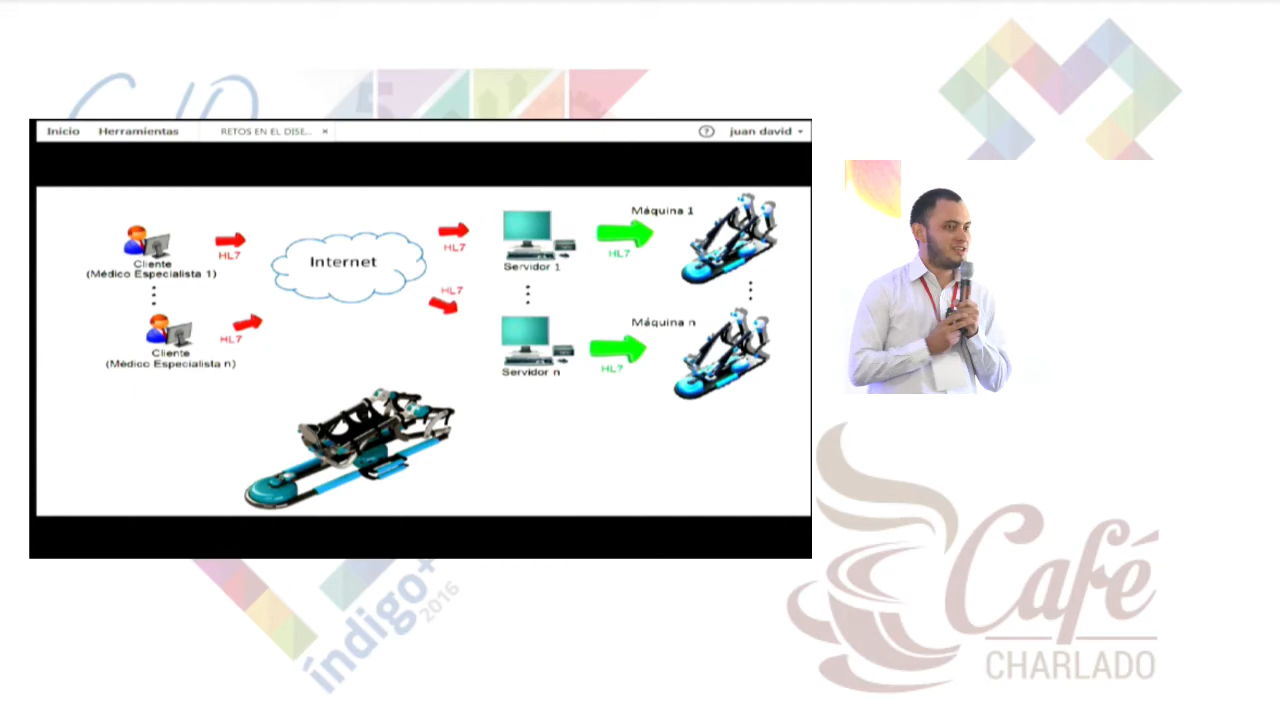 Inicio Herramientas RETOS EN EL DISE... × ? juan david
Máquina 1
Cliente
(Médico Especialista 1)
HL7
Internet
HL7
Servidor 1
HL7
Cliente
(Médico Especialista n)
HL7
HL7
Servidor n
HL7
Máquina n
índigo+
2016
Café
CHARLADO